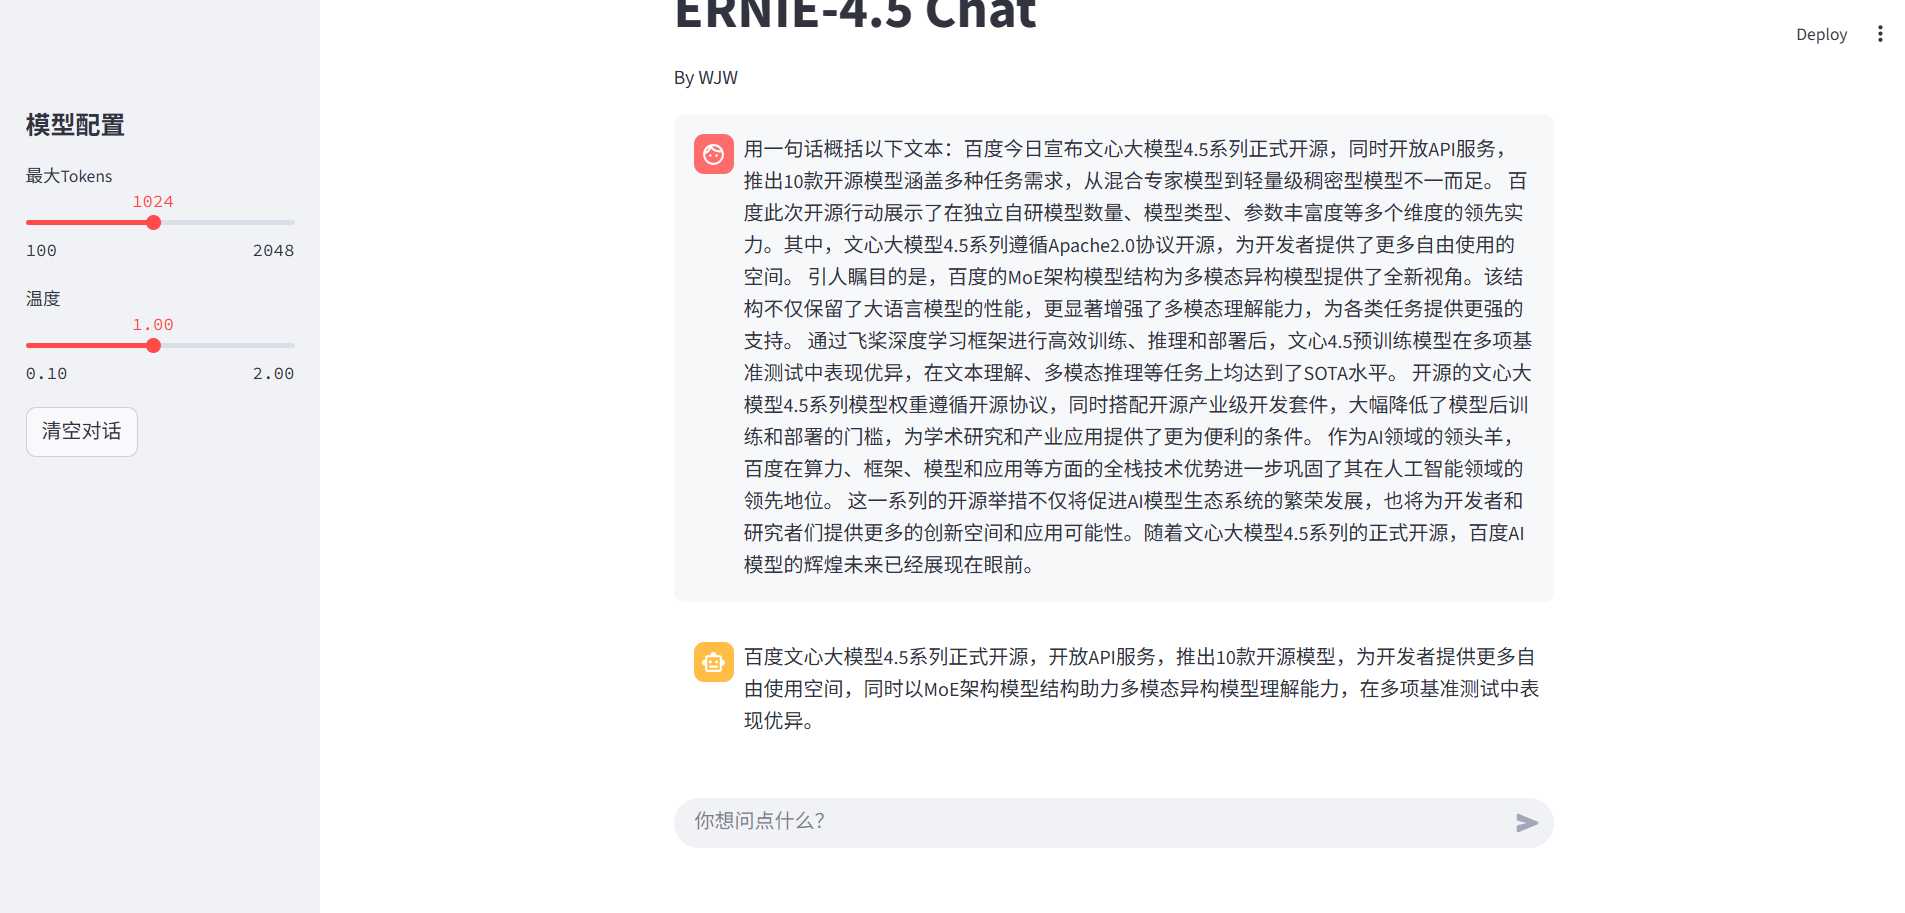 ERNIE-4.5 Chat
Deploy
By WJW
模型配置
最大Tokens
1024
100
2048
温度
1.00
0.10
2.00
清空对话
用一句话概括以下文本：百度今日宣布文心大模型4.5系列正式开源，同时开放API服务，
推出10款开源模型涵盖多种任务需求，从混合专家模型到轻量级稠密型模型不一而足。 百
度此次开源行动展示了在独立自研模型数量、模型类型、参数丰富度等多个维度的领先实
力。其中，文心大模型4.5系列遵循Apache2.0协议开源，为开发者提供了更多自由使用的
空间。 引人瞩目的是，百度的MoE架构模型结构为多模态异构模型提供了全新视角。该结
构不仅保留了大语言模型的性能，更显著增强了多模态理解能力，为各类任务提供更强的
支持。 通过飞桨深度学习框架进行高效训练、推理和部署后，文心4.5预训练模型在多项基
准测试中表现优异，在文本理解、多模态推理等任务上均达到了SOTA水平。 开源的文心大
模型4.5系列模型权重遵循开源协议，同时搭配开源产业级开发套件，大幅降低了模型后训
练和部署的门槛，为学术研究和产业应用提供了更为便利的条件。 作为AI领域的领头羊，
百度在算力、框架、模型和应用等方面的全栈技术优势进一步巩固了其在人工智能领域的
领先地位。 这一系列的开源举措不仅将促进AI模型生态系统的繁荣发展，也将为开发者和
研究者们提供更多的创新空间和应用可能性。随着文心大模型4.5系列的正式开源，百度AI
模型的辉煌未来已经展现在眼前。
百度文心大模型4.5系列正式开源，开放API服务，推出10款开源模型，为开发者提供更多自
由使用空间，同时以MoE架构模型结构助力多模态异构模型理解能力，在多项基准测试中表
现优异。
你想问点什么？